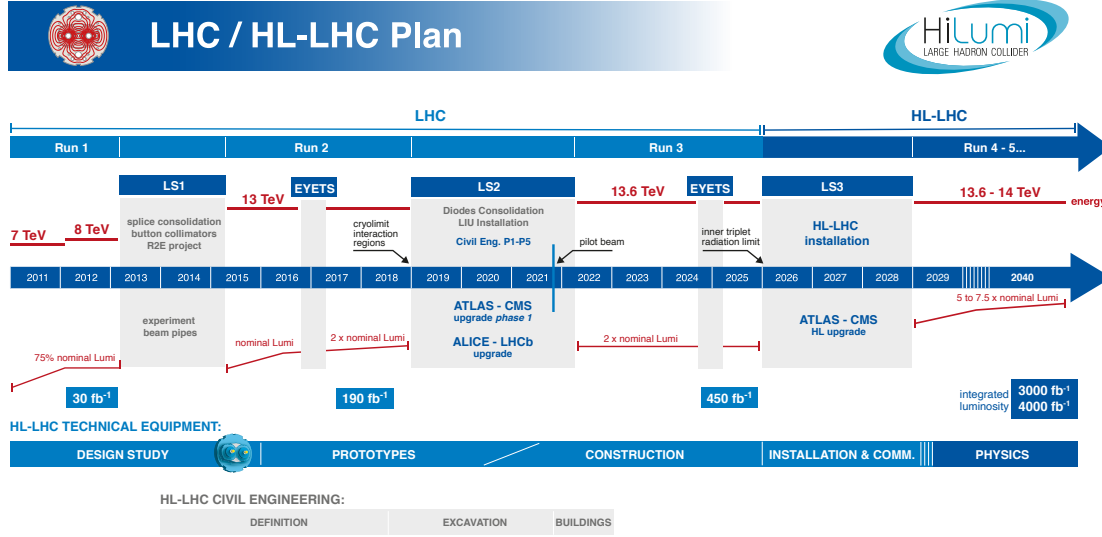 LHC / HL-LHC Plan
HiLumi
LARGE HADRON COLLIDER
LHC
HL-LHC
Run 1
Run 2
Run 3
Run 4 - 5...
LS1
EYETS
LS2
EYETS
LS3
13 TeV
13.6 TeV
13.6 - 14 TeV
energy
7 TeV
8 TeV
splice consolidation
button collimators
R2E project
cryolimit
interaction
regions
Diodes Consolidation
LIU Installation
Civil Eng. P1-P5
pilot beam
inner triplet
radiation limit
HL-LHC
installation
2011 2012 2013 2014 2015 2016 2017 2018 2019 2020 2021 2022 2023 2024 2025 2026 2027 2028 2029 2040
experiment
beam pipes
ATLAS - CMS
upgrade phase 1
ALICE - LHCb
upgrade
ATLAS - CMS
HL upgrade
5 to 7.5 x nominal Lumi
75% nominal Lumi
nominal Lumi
2 x nominal Lumi
2 x nominal Lumi
30 fb⁻¹
190 fb⁻¹
450 fb⁻¹
integrated
luminosity
3000 fb⁻¹
4000 fb⁻¹
HL-LHC TECHNICAL EQUIPMENT:
DESIGN STUDY
PROTOTYPES
CONSTRUCTION
INSTALLATION & COMM.
PHYSICS
HL-LHC CIVIL ENGINEERING:
DEFINITION
EXCAVATION
BUILDINGS